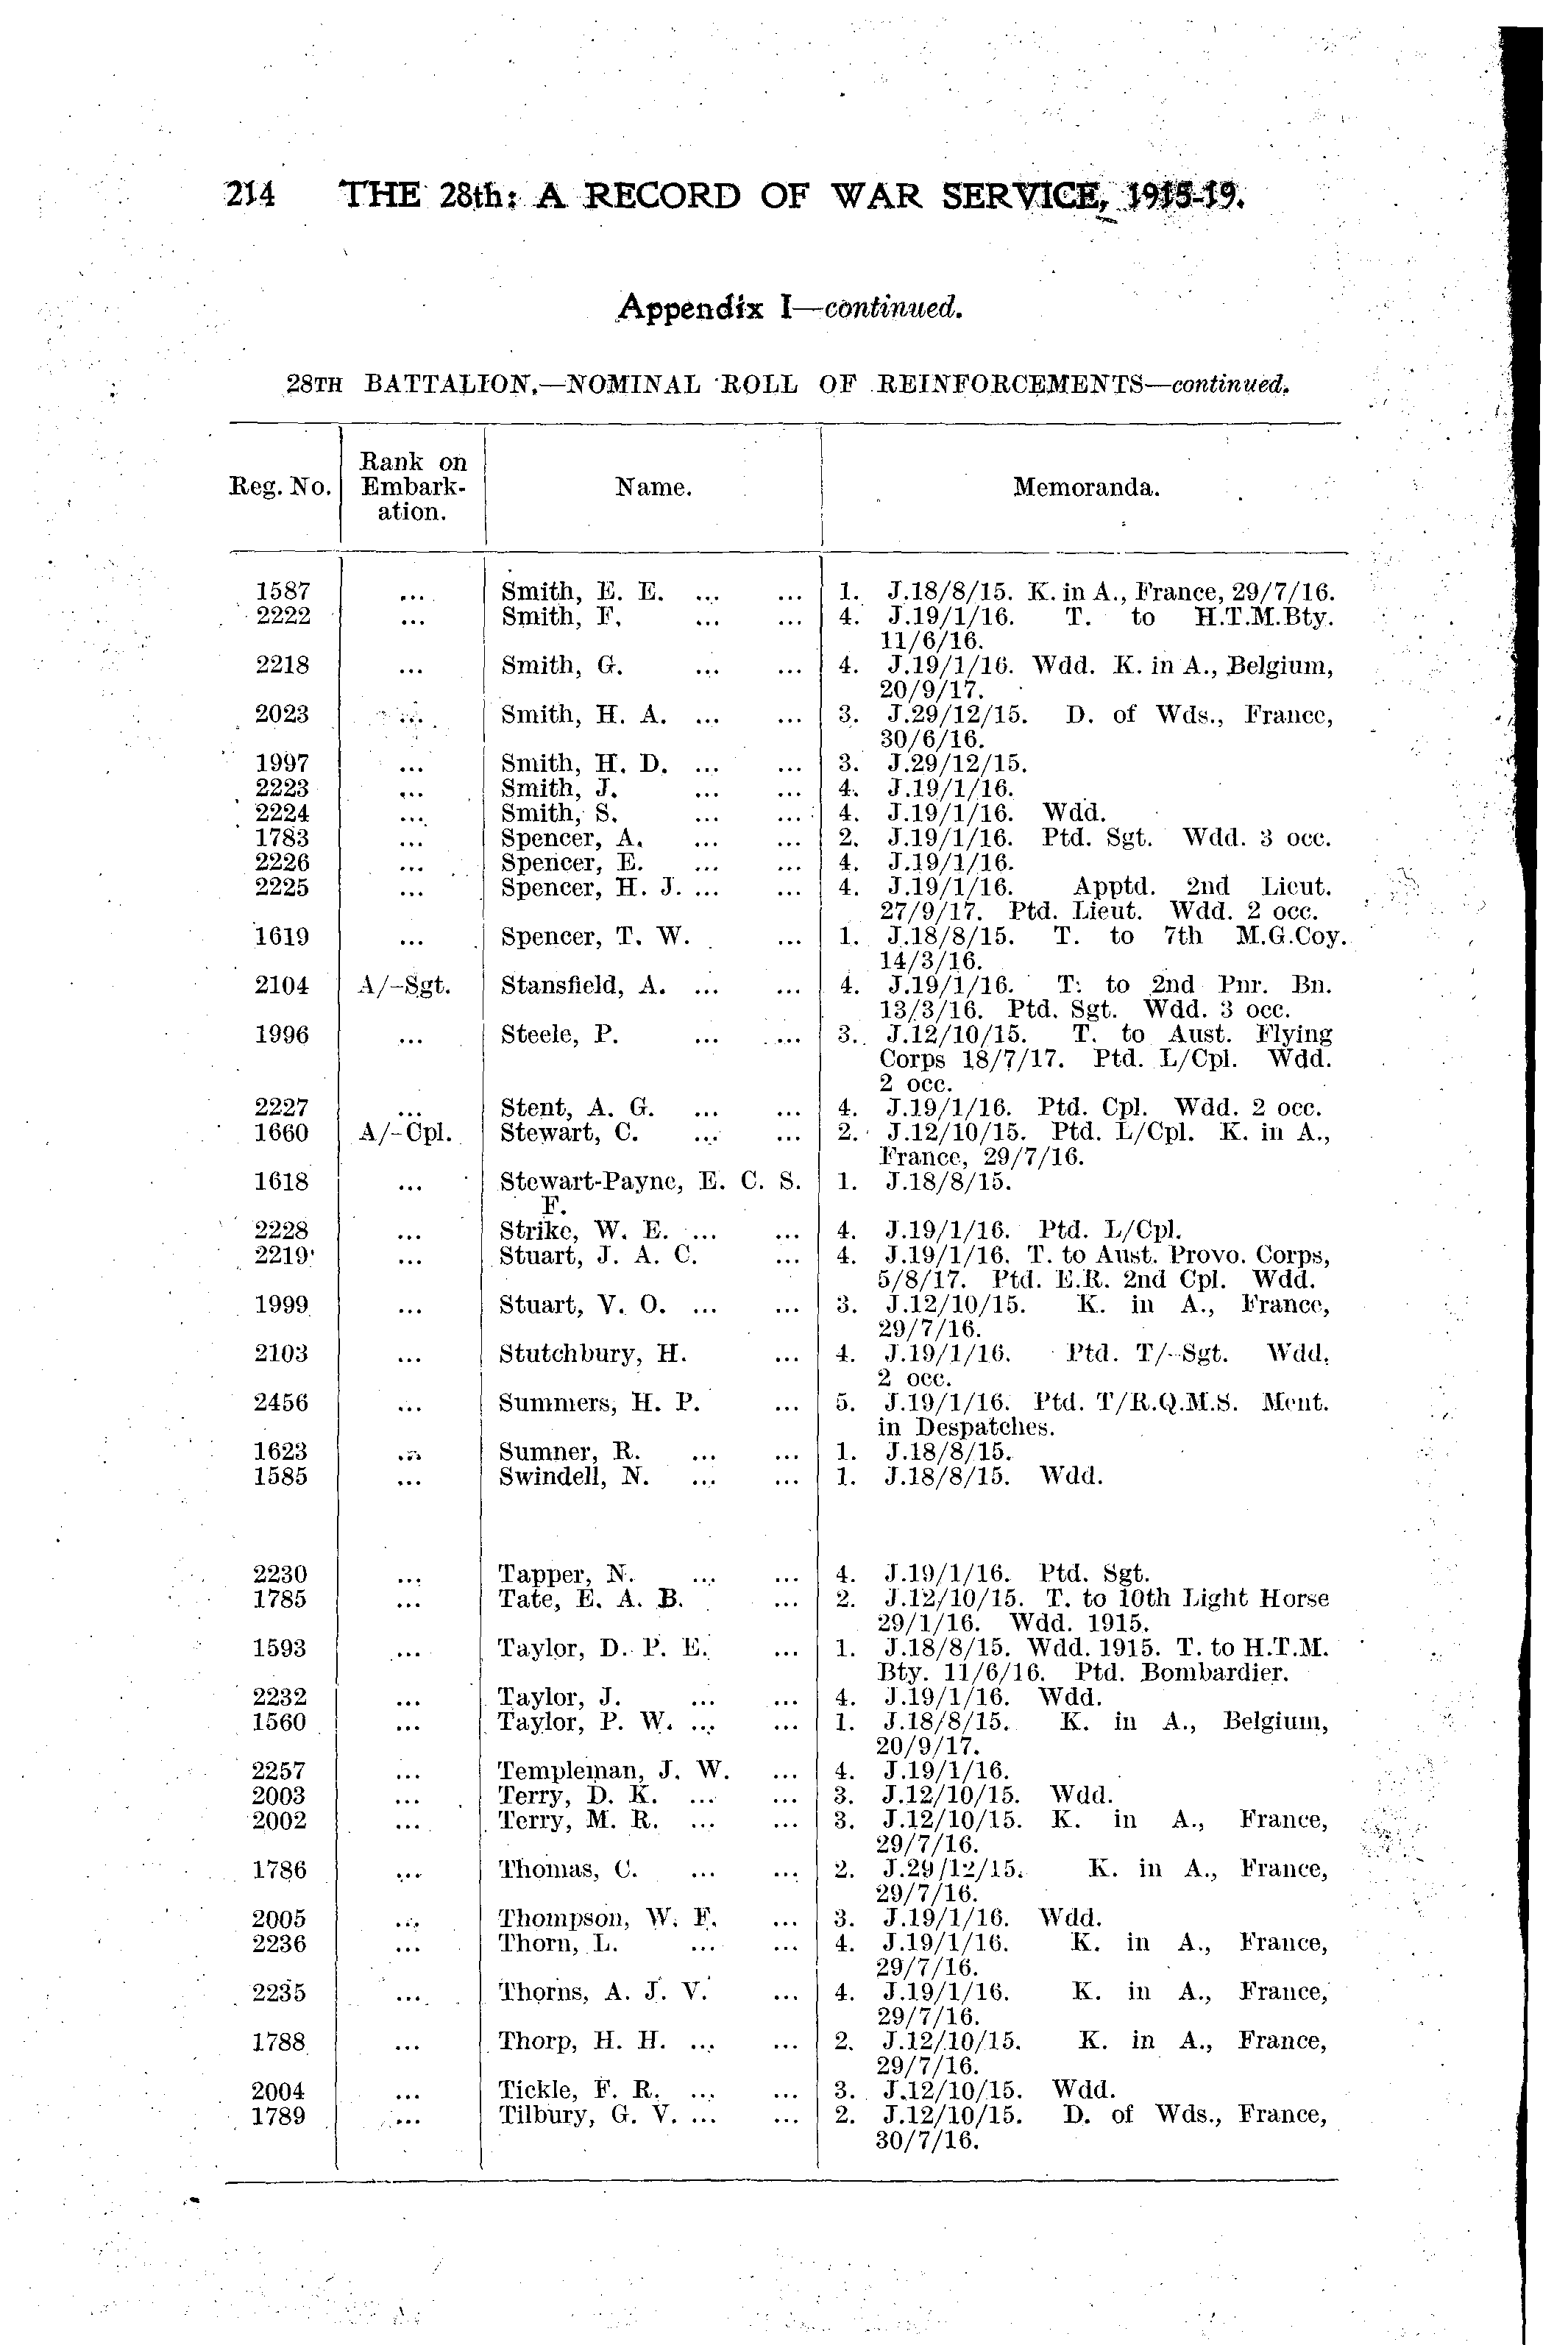 214 THE 28th: A RECORD OF WAR SERVICE, 1915-19.
Appendix I—continued.
28TH BATTALION.—NOMINAL ROLL OF REINFORCEMENTS—continued.
Reg. No. Rank on Embark- ation. Name. Memoranda.
1587 ... Smith, E. E. ... ... 1. J.18/8/15. K. in A., France, 29/7/16.
2222 ... Smith, F. ... ... 4. J.19/1/16. T. to H.T.M.Bty.
11/6/16.
2218 ... Smith, G. ... ... 4. J.19/1/16. Wdd. K. in A., Belgium,
20/9/17.
2023 ... Smith, H. A. ... ... 3. J.29/12/15. D. of Wds., France,
30/6/16.
1997 ... Smith, H. D. ... ... 3. J.29/12/15.
2223 ... Smith, J. ... ... 4. J.19/1/16.
2224 ... Smith, S. ... ... 4. J.19/1/16. Wdd.
1783 ... Spencer, A. ... ... 2. J.19/1/16. Ptd. Sgt. Wdd. 3 occ.
2226 ... Spencer, E. ... ... 4. J.19/1/16.
2225 ... Spencer, H. J. ... ... 4. J.19/1/16. Apptd. 2nd Lieut.
27/9/17. Ptd. Lieut. Wdd. 2 occ.
1619 ... Spencer, T. W. ... 1. J.18/8/15. T. to 7th M.G.Coy.
14/3/16.
2104 A/-Sgt. Stansfield, A. ... ... 4. J.19/1/16. T. to 2nd Pnr. Bn.
13/3/16. Ptd. Sgt. Wdd. 3 occ.
1996 ... Steele, P. ... ... 3. J.12/10/15. T. to Aust. Flying
Corps 18/7/17. Ptd. L/Cpl. Wdd.
2 occ.
2227 ... Stent, A. G. ... ... 4. J.19/1/16. Ptd. Cpl. Wdd. 2 occ.
1660 A/-Cpl. Stewart, C. ... ... 2. J.12/10/15. Ptd. L/Cpl. K. in A.,
France, 29/7/16.
1618 ... Stewart-Payne, E. C. S. 1. J.18/8/15.
F.
2228 ... Strike, W. E. ... ... 4. J.19/1/16. Ptd. L/Cpl.
2219 ... Stuart, J. A. C. ... 4. J.19/1/16. T. to Aust. Provo. Corps,
5/8/17. Ptd. E.R. 2nd Cpl. Wdd.
1999 ... Stuart, V. O. ... ... 3. J.12/10/15. K. in A., France,
29/7/16.
2103 ... Stutchbury, H. ... 4. J.19/1/16. Ptd. T/-Sgt. Wdd.
2 occ.
2456 ... Summers, H. P. ... 5. J.19/1/16. Ptd. T/R.Q.M.S. Ment.
in Despatches.
1623 ... Sumner, R. ... ... 1. J.18/8/15.
1585 ... Swindell, N. ... ... 1. J.18/8/15. Wdd.
2230 ... Tapper, N. ... ... 4. J.19/1/16. Ptd. Sgt.
1785 ... Tate, E. A. B. ... 2. J.12/10/15. T. to 10th Light Horse
29/1/16. Wdd. 1915.
1593 ... Taylor, D. P. E. ... 1. J.18/8/15. Wdd. 1915. T. to H.T.M.
Bty. 11/6/16. Ptd. Bombardier.
2232 ... Taylor, J. ... ... 4. J.19/1/16. Wdd.
1560 ... Taylor, P. W. ... ... 1. J.18/8/15. K. in A., Belgium,
20/9/17.
2257 ... Templeman, J. W. ... 4. J.19/1/16.
2003 ... Terry, D. K. ... ... 3. J.12/10/15. Wdd.
2002 ... Terry, M. R. ... ... 3. J.12/10/15. K. in A., France,
29/7/16.
1786 ... Thomas, C. ... ... 2. J.29/12/15. K. in A., France,
29/7/16.
2005 ... Thompson, W. F. ... 3. J.19/1/16. Wdd.
2236 ... Thorn, L. ... ... 4. J.19/1/16. K. in A., France,
29/7/16.
2235 ... Thorns, A. J. V. ... 4. J.19/1/16. K. in A., France,
29/7/16.
1788 ... Thorp, H. H. ... ... 2. J.12/10/15. K. in A., France,
29/7/16.
2004 ... Tickle, F. R. ... ... 3. J.12/10/15. Wdd.
1789 ... Tilbury, G. V. ... ... 2. J.12/10/15. D. of Wds., France,
30/7/16.